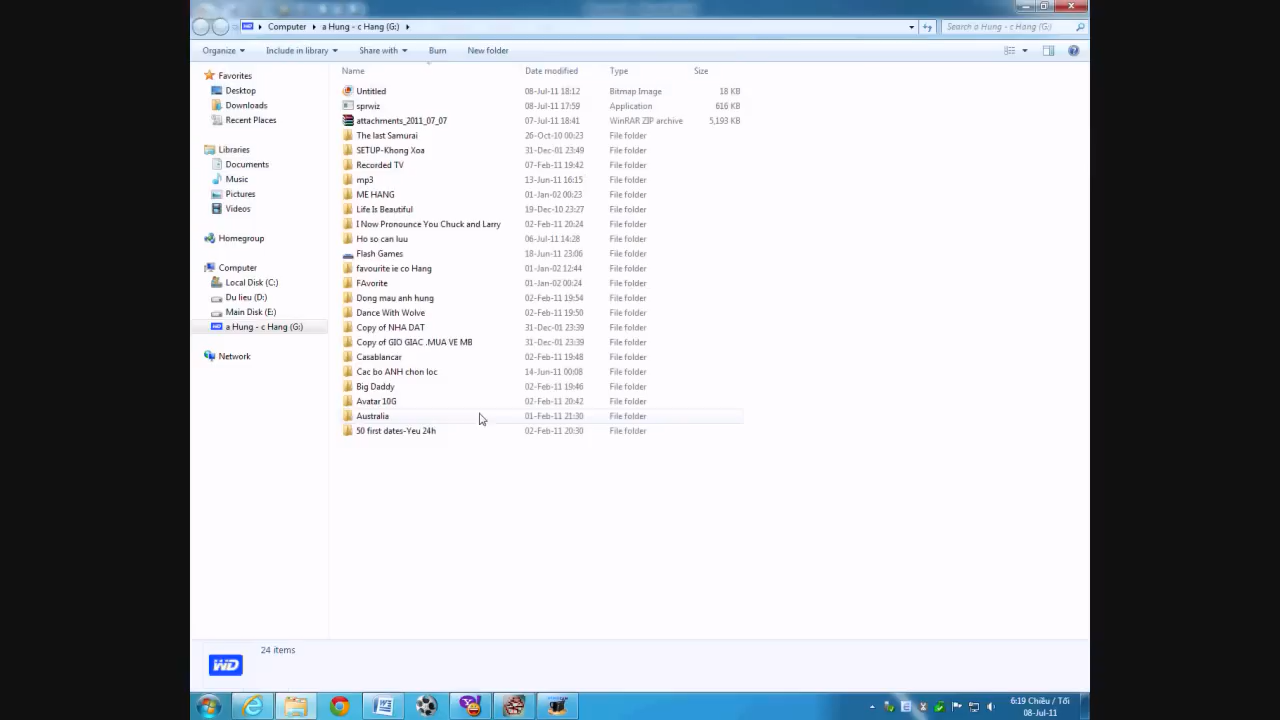 Computer ▸ a Hung - c Hang (G:) ▸ Search a Hung - c Hang (G:)
Organize Include in library Share with Burn New folder
Name Date modified Type Size
Favorites
Desktop
Downloads
Recent Places
Libraries
Documents
Music
Pictures
Videos
Homegroup
Computer
Local Disk (C:)
Du lieu (D:)
Main Disk (E:)
a Hung - c Hang (G:)
Network
Untitled 08-Jul-11 18:12 Bitmap Image 18 KB
sprwiz 08-Jul-11 17:59 Application 616 KB
attachments_2011_07_07 07-Jul-11 18:41 WinRAR ZIP archive 5,193 KB
The last Samurai 26-Oct-10 00:23 File folder
SETUP-Khong Xoa 31-Dec-01 23:49 File folder
Recorded TV 07-Feb-11 19:42 File folder
mp3 13-Jun-11 16:15 File folder
ME HANG 01-Jan-02 00:23 File folder
Life Is Beautiful 19-Dec-10 23:27 File folder
I Now Pronounce You Chuck and Larry 02-Feb-11 20:24 File folder
Ho so can luu 06-Jul-11 14:28 File folder
Flash Games 18-Jun-11 23:06 File folder
favourite ie co Hang 01-Jan-02 12:44 File folder
FAvorite 01-Jan-02 00:24 File folder
Dong mau anh hung 02-Feb-11 19:54 File folder
Dance With Wolve 02-Feb-11 19:50 File folder
Copy of NHA DAT 31-Dec-01 23:39 File folder
Copy of GIO GIAC .MUA VE MB 31-Dec-01 23:39 File folder
Casablancar 02-Feb-11 19:48 File folder
Cac bo ANH chon loc 14-Jun-11 00:08 File folder
Big Daddy 02-Feb-11 19:46 File folder
Avatar 10G 02-Feb-11 20:42 File folder
Australia 01-Feb-11 21:30 File folder
50 first dates-Yeu 24h 02-Feb-11 20:30 File folder
24 items
WD
6:19 Chiều / Tối
08-Jul-11